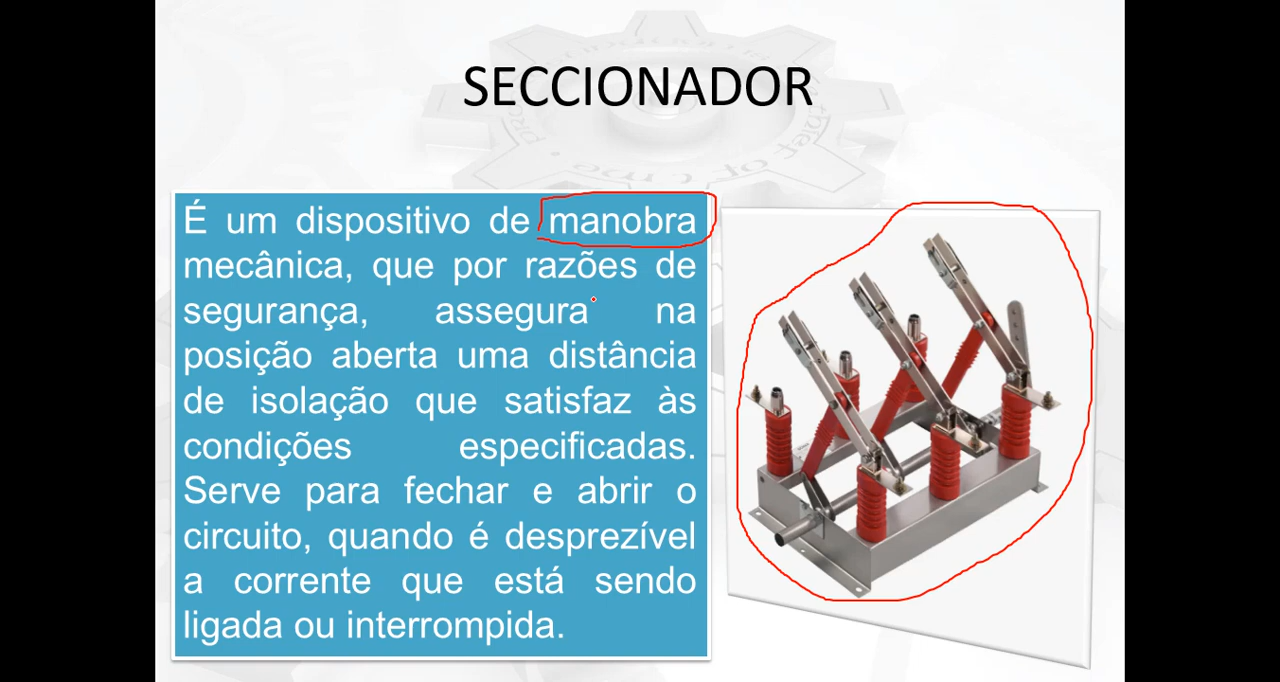 SECCIONADOR
É um dispositivo de manobra
mecânica, que por razões de
segurança, assegura na
posição aberta uma distância
de isolação que satisfaz às
condições especificadas.
Serve para fechar e abrir o
circuito, quando é desprezível
a corrente que está sendo
ligada ou interrompida.